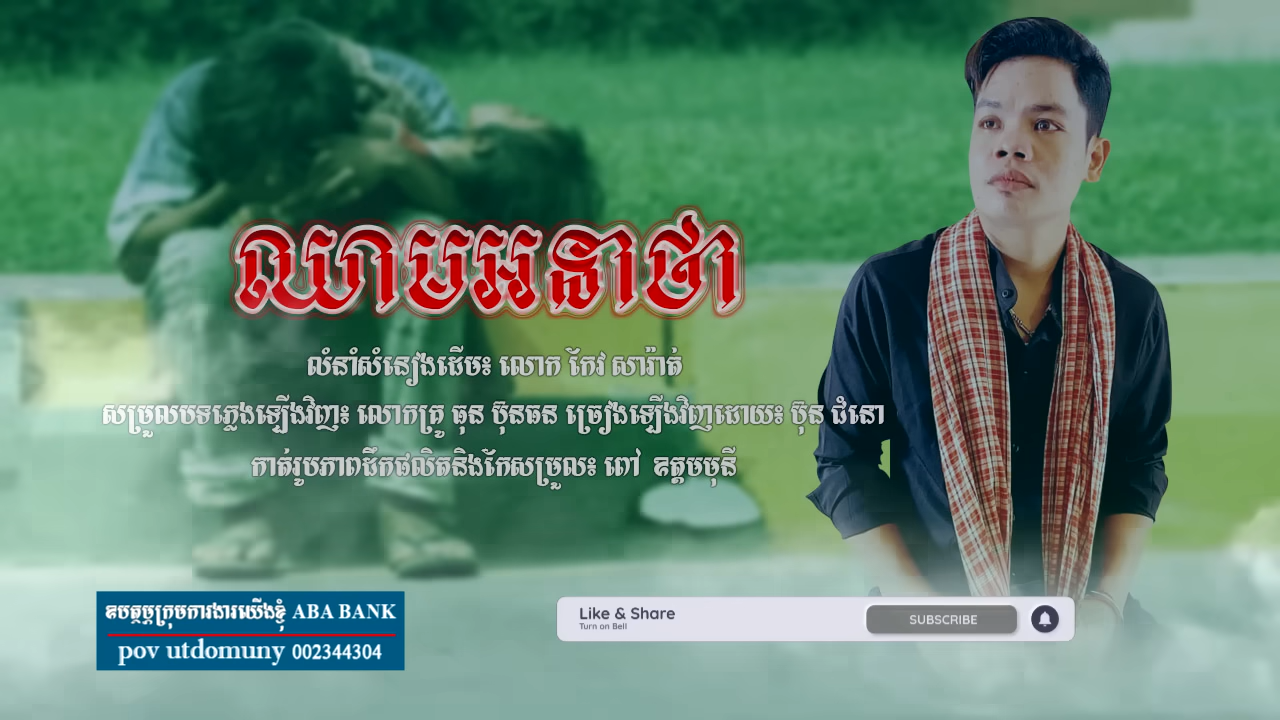 ឈាមអនាថា
លំនាំសំនៀងដើម៖ លោក កែវ សារ៉ាត់
សម្រួលបទភ្លេងឡើងវិញ៖ លោកគ្រូ ធុន ប៊ុនធន ច្រៀងឡើងវិញដោយ៖ ប៊ុន ជំនោ
កាត់រូបភាពដឹកផលិតនិងកែសម្រួល៖ ពៅ ឧត្តមមុនី
ឧបត្ថម្ភក្រុមការងារយើងខ្ញុំ ABA BANK
pov utdomuny 002344304
Like & Share
Turn on Bell
SUBSCRIBE